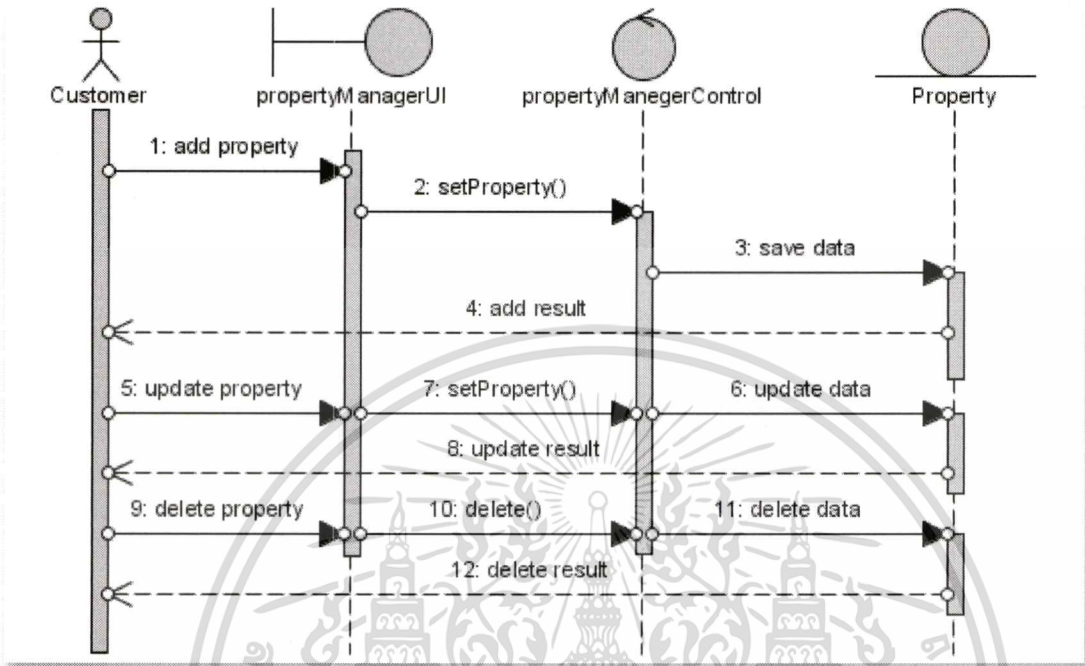 Customer
propertyManagerUI
propertyManegerControl
Property
1: add property
2: setProperty()
3: save data
4: add result
5: update property
7: setProperty()
6: update data
8: update result
9: delete property
10: delete()
11: delete data
12: delete result